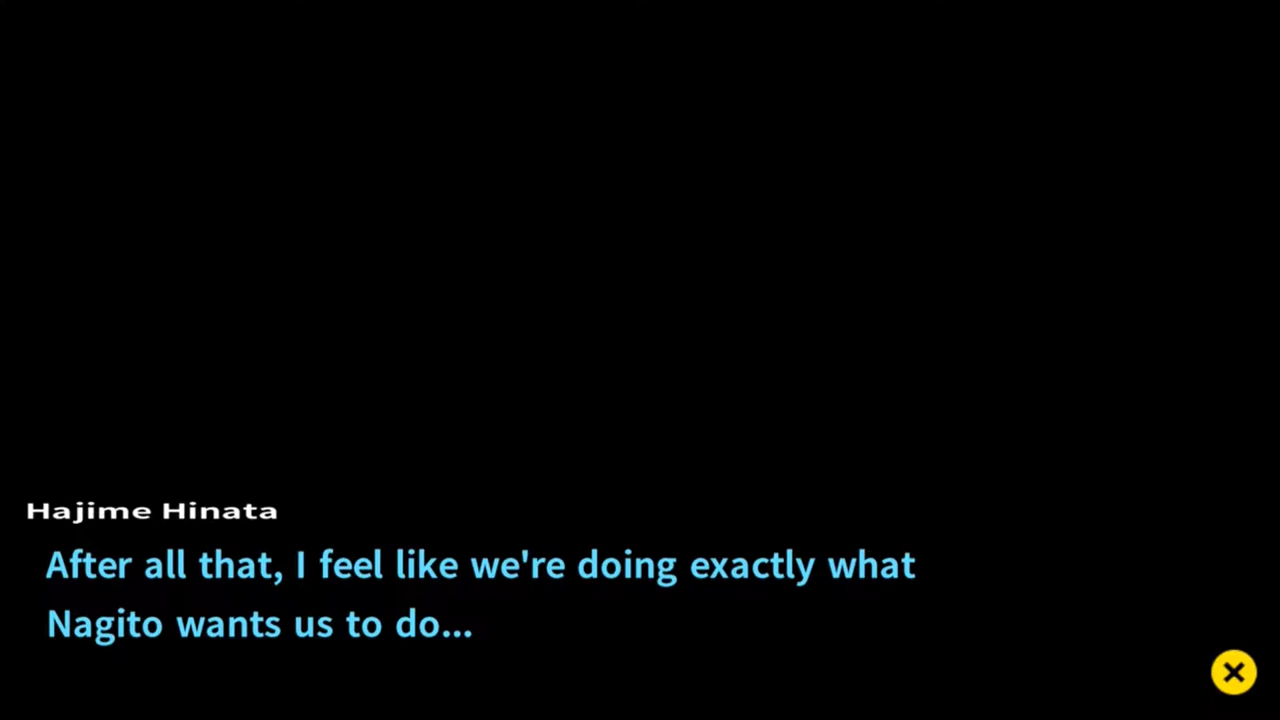 Hajime Hinata
After all that, I feel like we're doing exactly what
Nagito wants us to do...